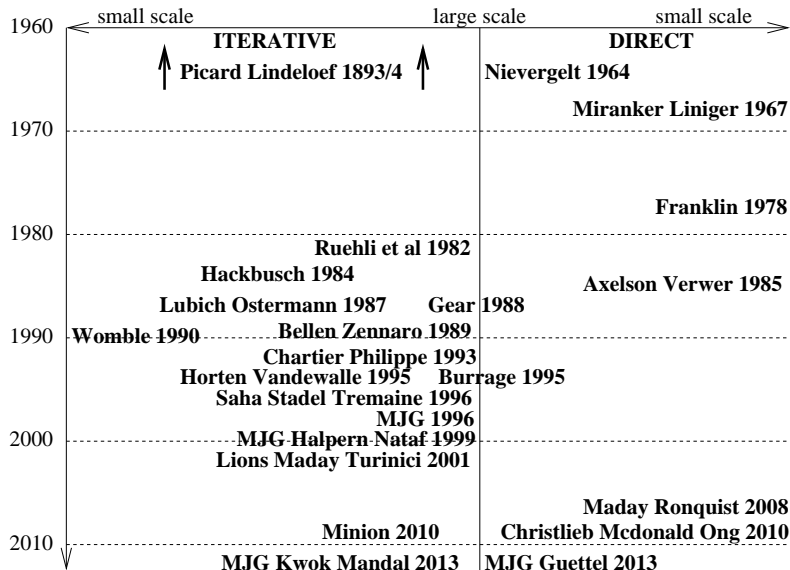 small scale large scale small scale
1960
ITERATIVE DIRECT
Picard Lindeloef 1893/4 Nievergelt 1964
Miranker Liniger 1967
1970
Franklin 1978
1980
Ruehli et al 1982
Hackbusch 1984
Axelson Verwer 1985
Lubich Ostermann 1987 Gear 1988
Womble 1990 Bellen Zennaro 1989
1990
Chartier Philippe 1993
Horten Vandewalle 1995 Burrage 1995
Saha Stadel Tremaine 1996
MJG 1996
MJG Halpern Nataf 1999
2000
Lions Maday Turinici 2001
Maday Ronquist 2008
Minion 2010 Christlieb Mcdonald Ong 2010
2010
MJG Kwok Mandal 2013 MJG Guettel 2013